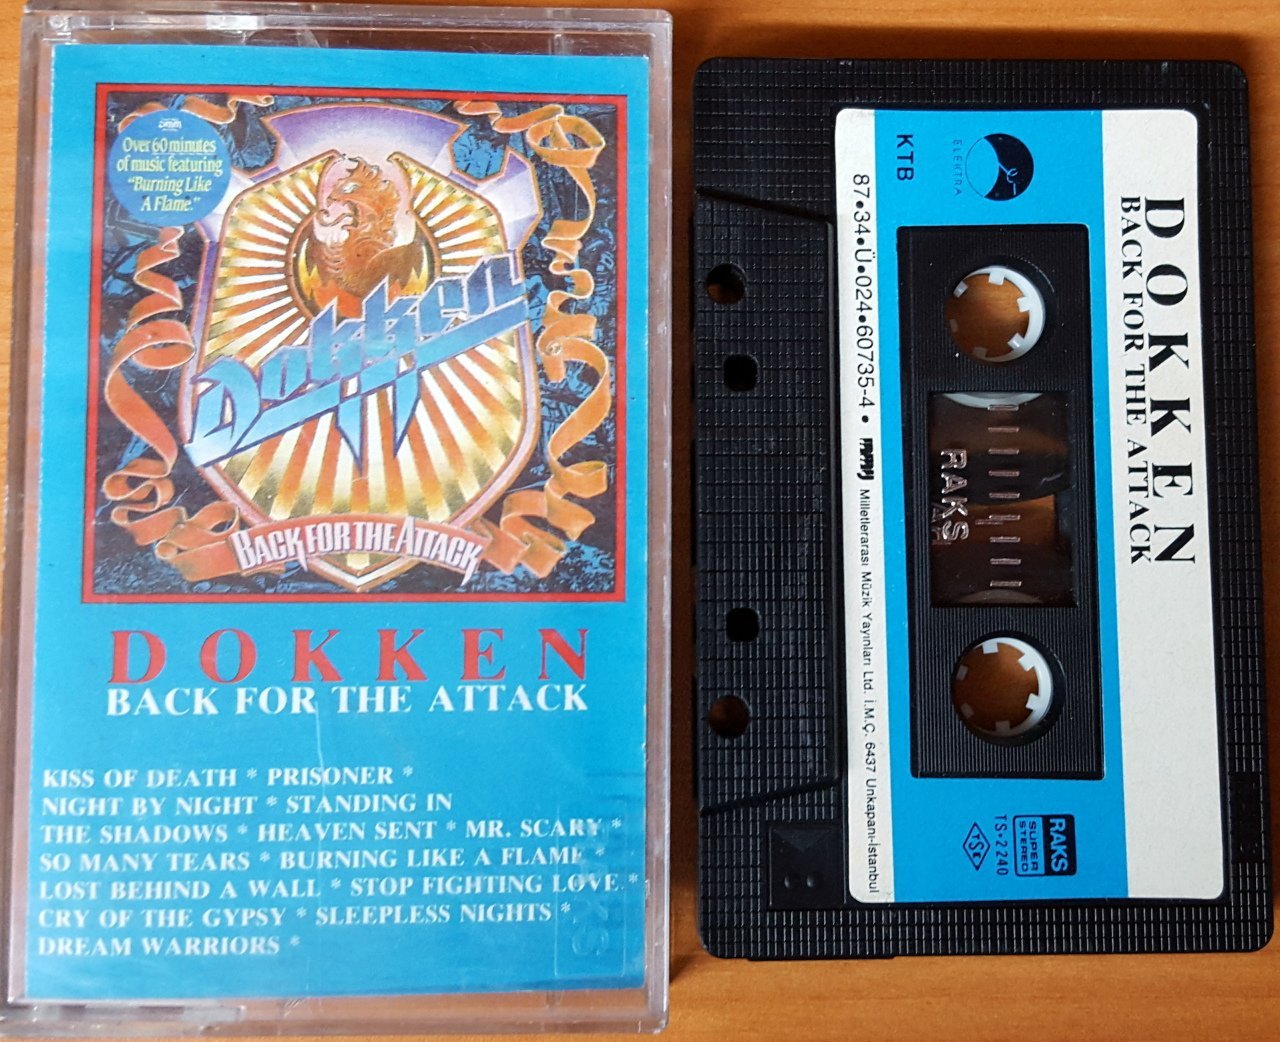 Over 60 minutes
of music featuring
"Burning Like
A Flame."
Dokken
BACK FOR THE ATTACK
DOKKEN
BACK FOR THE ATTACK
KISS OF DEATH * PRISONER *
NIGHT BY NIGHT * STANDING IN
THE SHADOWS * HEAVEN SENT * MR. SCARY *
SO MANY TEARS * BURNING LIKE A FLAME *
LOST BEHIND A WALL * STOP FIGHTING LOVE *
CRY OF THE GYPSY * SLEEPLESS NIGHTS *
DREAM WARRIORS *
DOKKEN
BACK FOR THE ATTACK
ELEKTRA
KTB
RAKS
RAKS
SUPER
STEREO
TS•2240
TSE
87•34•Ü•024•60735-4• MMY Milletlerarası Müzik Yayınları Ltd. İ.M.Ç. 6437 Unkapanı-İstanbul